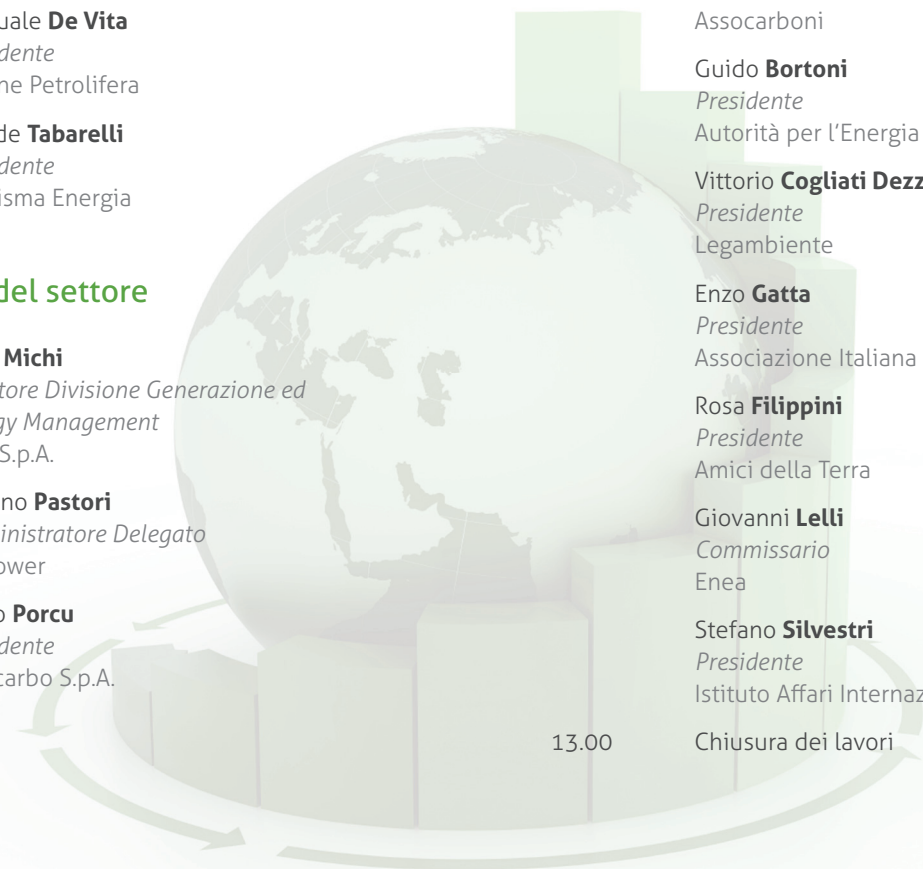 uale De Vita
dente
ne Petrolifera
de Tabarelli
dente
isma Energia
del settore
Michi
tore Divisione Generazione ed
gy Management
S.p.A.
no Pastori
ministratore Delegato
ower
o Porcu
dente
carbo S.p.A.
Assocarboni
Guido Bortoni
Presidente
Autorità per l'Energia
Vittorio Cogliati Dezz
Presidente
Legambiente
Enzo Gatta
Presidente
Associazione Italiana
Rosa Filippini
Presidente
Amici della Terra
Giovanni Lelli
Commissario
Enea
Stefano Silvestri
Presidente
Istituto Affari Internaz
13.00 Chiusura dei lavori